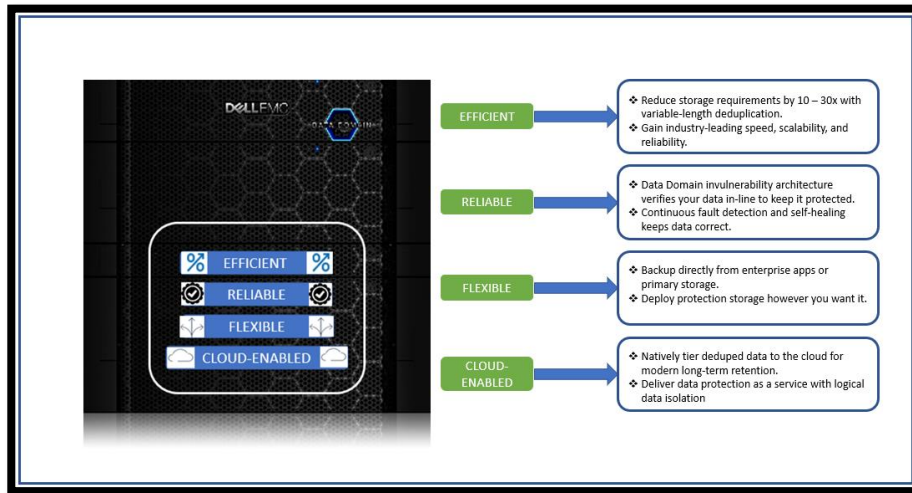 DELLEMC
DATA DOMAIN
EFFICIENT
RELIABLE
FLEXIBLE
CLOUD-ENABLED
EFFICIENT
❖ Reduce storage requirements by 10 – 30x with
variable-length deduplication.
❖ Gain industry-leading speed, scalability, and
reliability.
RELIABLE
❖ Data Domain invulnerability architecture
verifies your data in-line to keep it protected.
❖ Continuous fault detection and self-healing
keeps data correct.
FLEXIBLE
❖ Backup directly from enterprise apps or
primary storage.
❖ Deploy protection storage however you want it.
CLOUD-
ENABLED
❖ Natively tier deduped data to the cloud for
modern long-term retention.
❖ Deliver data protection as a service with logical
data isolation